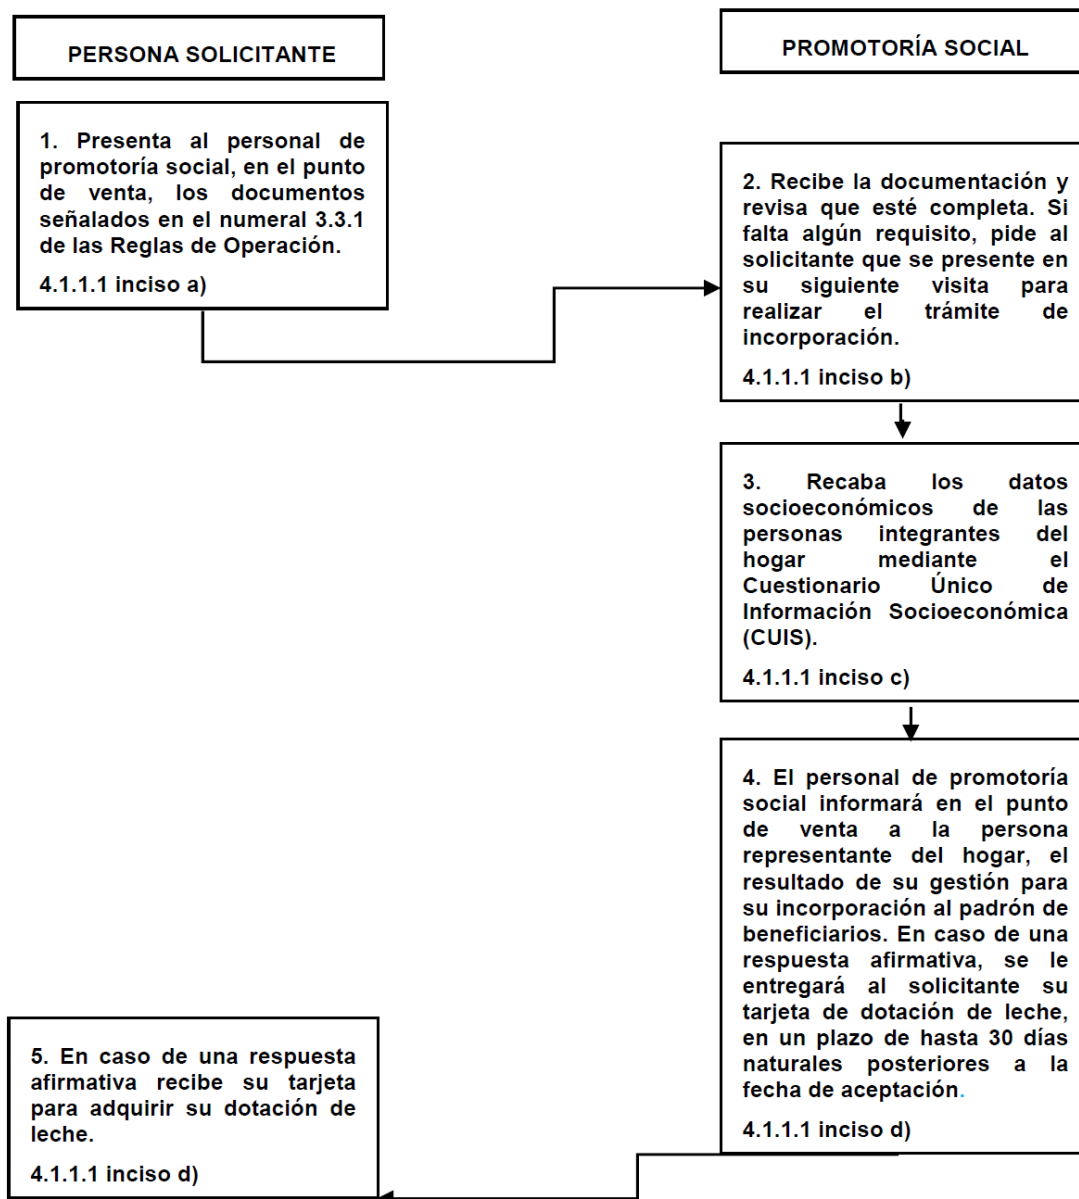 PERSONA SOLICITANTE
PROMOTORÍA SOCIAL
1. Presenta al personal de
promotoría social, en el punto
de venta, los documentos
señalados en el numeral 3.3.1
de las Reglas de Operación.
4.1.1.1 inciso a)
2. Recibe la documentación y
revisa que esté completa. Si
falta algún requisito, pide al
solicitante que se presente en
su siguiente visita para
realizar el trámite de
incorporación.
4.1.1.1 inciso b)
3. Recaba los datos
socioeconómicos de las
personas integrantes del
hogar mediante el
Cuestionario Único de
Información Socioeconómica
(CUIS).
4.1.1.1 inciso c)
4. El personal de promotoría
social informará en el punto
de venta a la persona
representante del hogar, el
resultado de su gestión para
su incorporación al padrón de
beneficiarios. En caso de una
respuesta afirmativa, se le
entregará al solicitante su
tarjeta de dotación de leche,
en un plazo de hasta 30 días
naturales posteriores a la
fecha de aceptación.
4.1.1.1 inciso d)
5. En caso de una respuesta
afirmativa recibe su tarjeta
para adquirir su dotación de
leche.
4.1.1.1 inciso d)